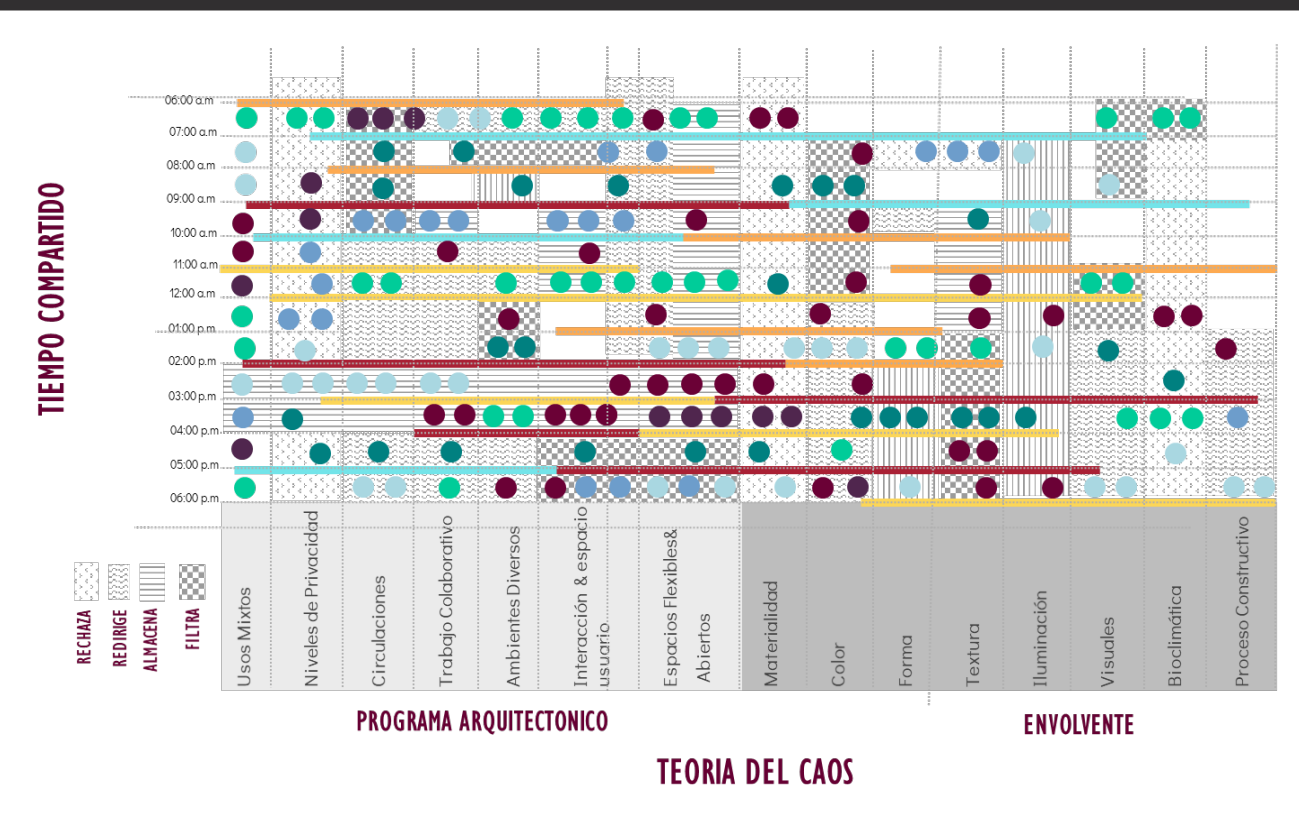 TIEMPO COMPARTIDO
06:00 a.m
07:00 a.m
08:00 a.m
09:00 a.m
10:00 a.m
11:00 a.m
12:00 a.m
01:00 p.m
02:00 p.m
03:00 p.m
04:00 p.m
05:00 p.m
06:00 p.m
RECHAZA
REDIRIGE
ALMACENA
FILTRA
Usos Mixtos
Niveles de Privacidad
Circulaciones
Trabajo Colaborativo
Ambientes Diversos
Interacción & espacio
usuario
Espacios Flexibles&
Abiertos
Materialidad
Color
Forma
Textura
Iluminación
Visuales
Bioclimática
Proceso Constructivo
PROGRAMA ARQUITECTONICO
ENVOLVENTE
TEORIA DEL CAOS